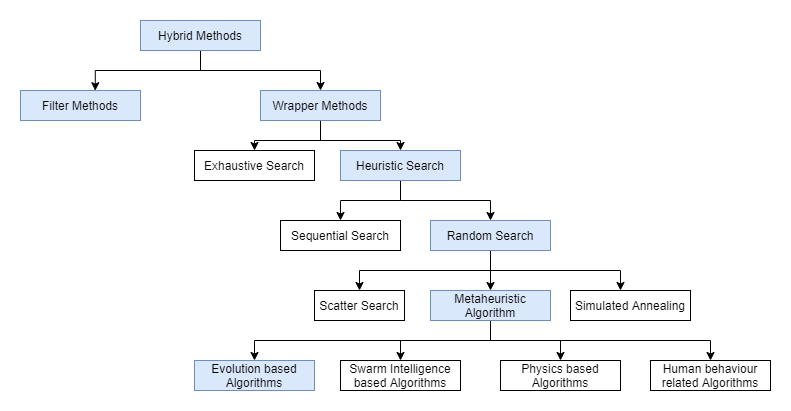 Hybrid Methods
Filter Methods
Wrapper Methods
Exhaustive Search
Heuristic Search
Sequential Search
Random Search
Scatter Search
Metaheuristic
Algorithm
Simulated Annealing
Evolution based
Algorithms
Swarm Intelligence
based Algorithms
Physics based
Algorithms
Human behaviour
related Algorithms